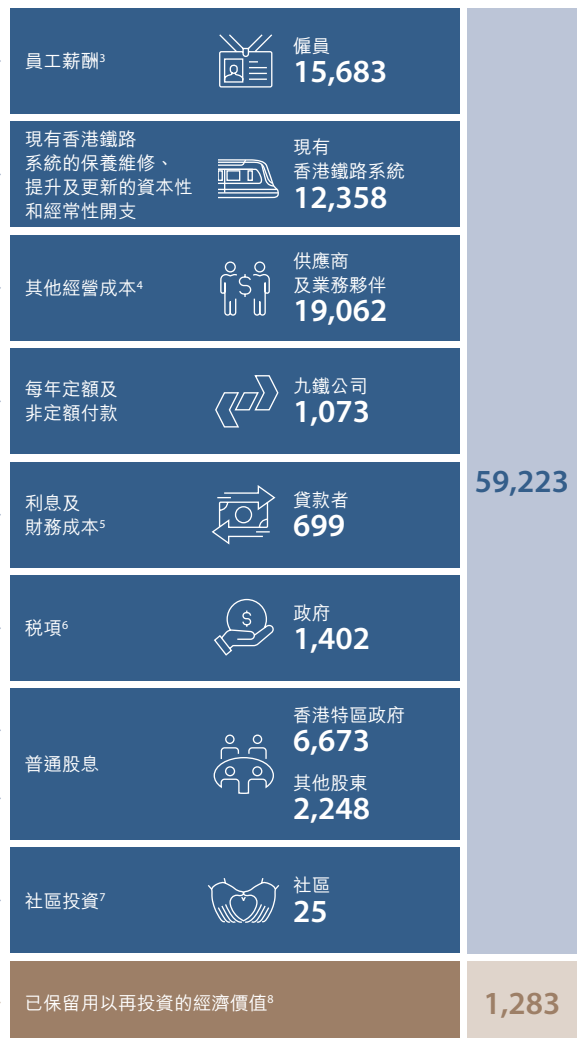 員工薪酬3
僱員
15,683
現有香港鐵路
系統的保養維修、
提升及更新的資本性
和經常性開支
現有
香港鐵路系統
12,358
其他經營成本4
供應商
及業務夥伴
19,062
每年定額及
非定額付款
九鐵公司
1,073
利息及
財務成本5
貸款者
699
税項6
$
政府
1,402
普通股息
香港特區政府
6,673
其他股東
2,248
社區投資7
社區
25
59,223
已保留用以再投資的經濟價值8
1,283